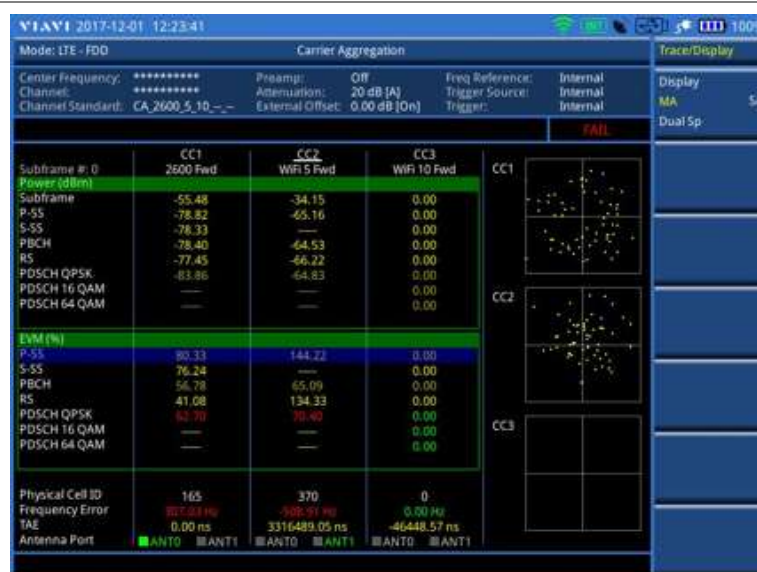 VIAVI 2017-12-01 12:23:41 INT 100%
Mode: LTE - FDD Carrier Aggregation Trace/Display
Center Frequency: ********** Preamp: Off Freq Reference: Internal
Channel: ********** Attenuation: 20 dB [A] Trigger Source: Internal
Channel Standard: CA_2600_5_10_--_-- External Offset: 0.00 dB [On] Trigger: Internal
Display
MA S
Dual Sp
FAIL
CC1 CC2 CC3
Subframe #: 0 2600 Fwd WiFi 5 Fwd WiFi 10 Fwd CC1
Power (dBm)
Subframe -55.48 -34.15 0.00
P-SS -78.82 -65.16 0.00
S-SS -78.33 ---- 0.00
PBCH -78.40 -64.53 0.00
RS -77.45 -66.22 0.00
PDSCH QPSK -83.86 -64.83 0.00
PDSCH 16 QAM ---- ---- 0.00
PDSCH 64 QAM ---- ---- 0.00
CC2
EVM (%)
P-SS 80.33 144.22 0.00
S-SS 76.24 ---- 0.00
PBCH 56.78 65.09 0.00
RS 41.08 134.33 0.00
PDSCH QPSK 62.70 70.40 0.00
PDSCH 16 QAM ---- ---- 0.00
PDSCH 64 QAM ---- ---- 0.00
CC3
Physical Cell ID 165 370 0
Frequency Error -508.91 Hz 0.00 Hz
TAE 0.00 ns 3316489.05 ns -46448.57 ns
Antenna Port ANT0 ANT1 ANT0 ANT1 ANT0 ANT1